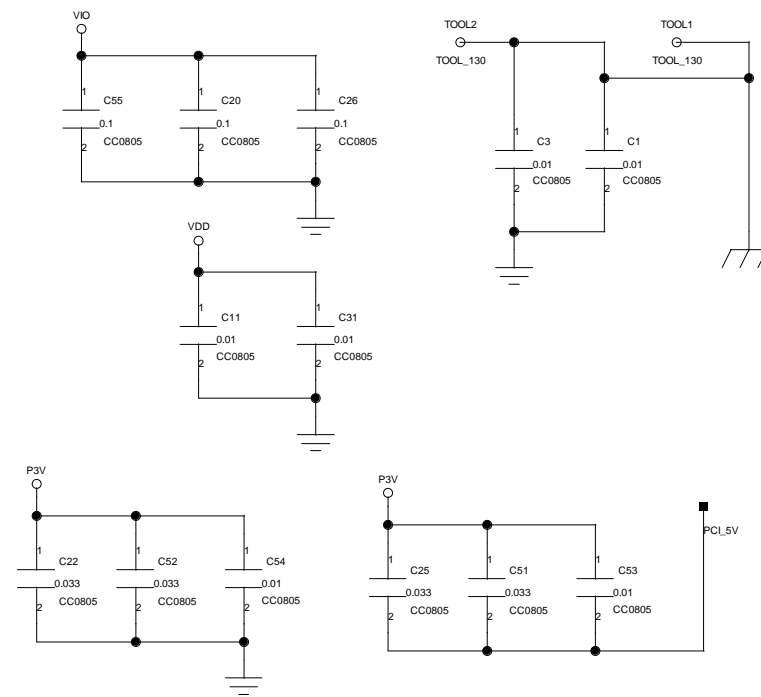 VIO
1 1 1
C55 C20 C26
0.1 0.1 0.1
CC0805 CC0805 CC0805
2 2 2
TOOL2 TOOL1
TOOL_130 TOOL_130
1 1
C3 C1
0.01 0.01
CC0805 CC0805
2 2
VDD
1 1
C11 C31
0.01 0.01
CC0805 CC0805
2 2
P3V
1 1 1
C22 C52 C54
0.033 0.033 0.01
CC0805 CC0805 CC0805
2 2 2
P3V
PCI_5V
1 1 1
C25 C51 C53
0.033 0.033 0.01
CC0805 CC0805 CC0805
2 2 2